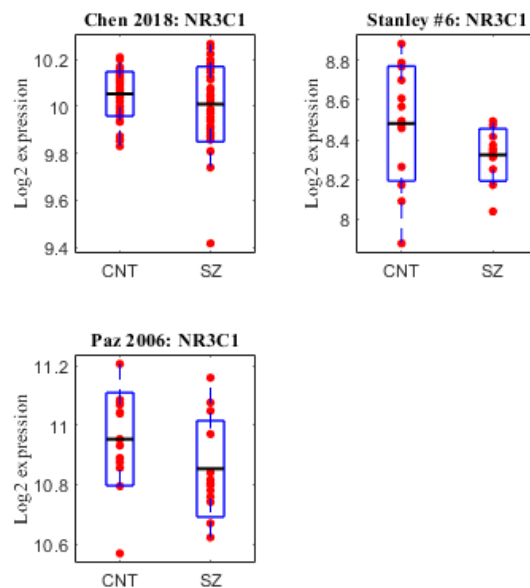 Chen 2018: NR3C1
Log2 expression
10.2
10
9.8
9.6
9.4
CNT
SZ
Stanley #6: NR3C1
Log2 expression
8.8
8.6
8.4
8.2
8
CNT
SZ
Paz 2006: NR3C1
Log2 expression
11.2
11
10.8
10.6
CNT
SZ